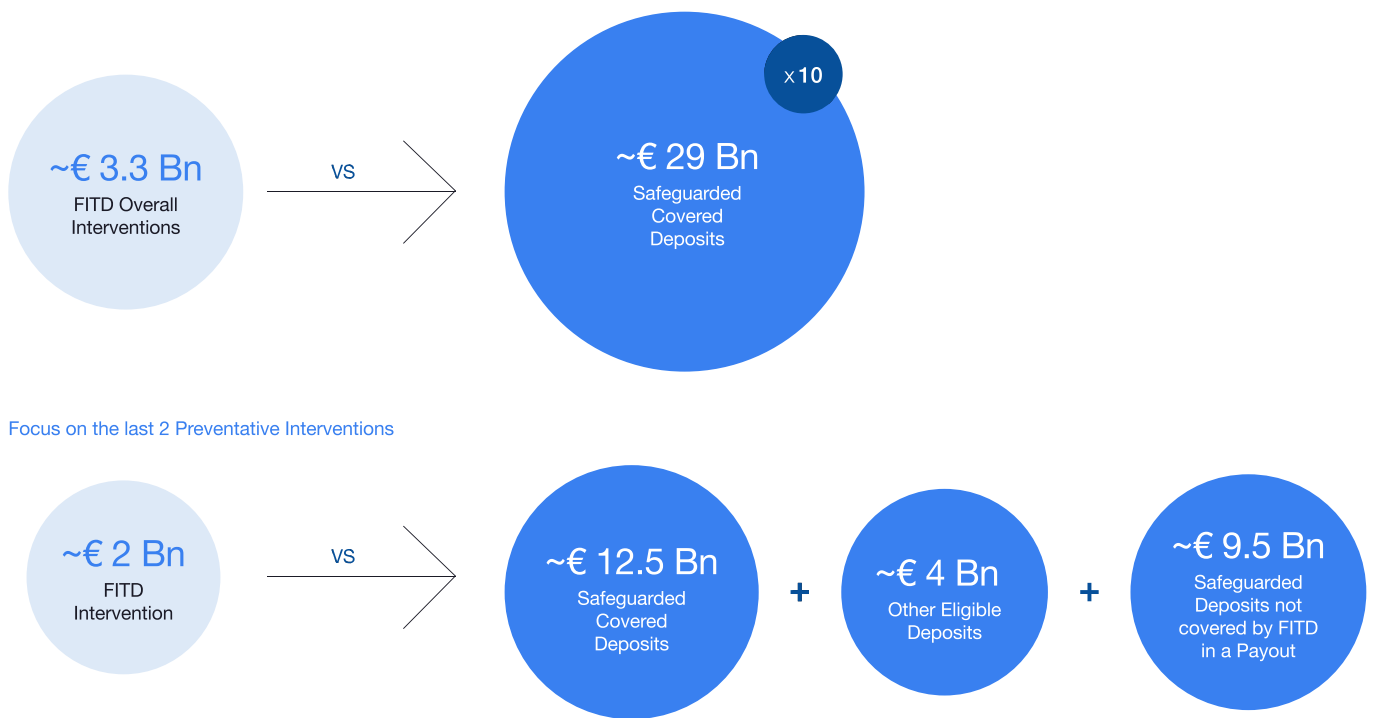 ~€ 3.3 Bn
FITD Overall
Interventions
VS
x 10
~€ 29 Bn
Safeguarded
Covered
Deposits
Focus on the last 2 Preventative Interventions
~€ 2 Bn
FITD
Intervention
VS
~€ 12.5 Bn
Safeguarded
Covered
Deposits
+
~€ 4 Bn
Other Eligible
Deposits
+
~€ 9.5 Bn
Safeguarded
Deposits not
covered by FITD
in a Payout